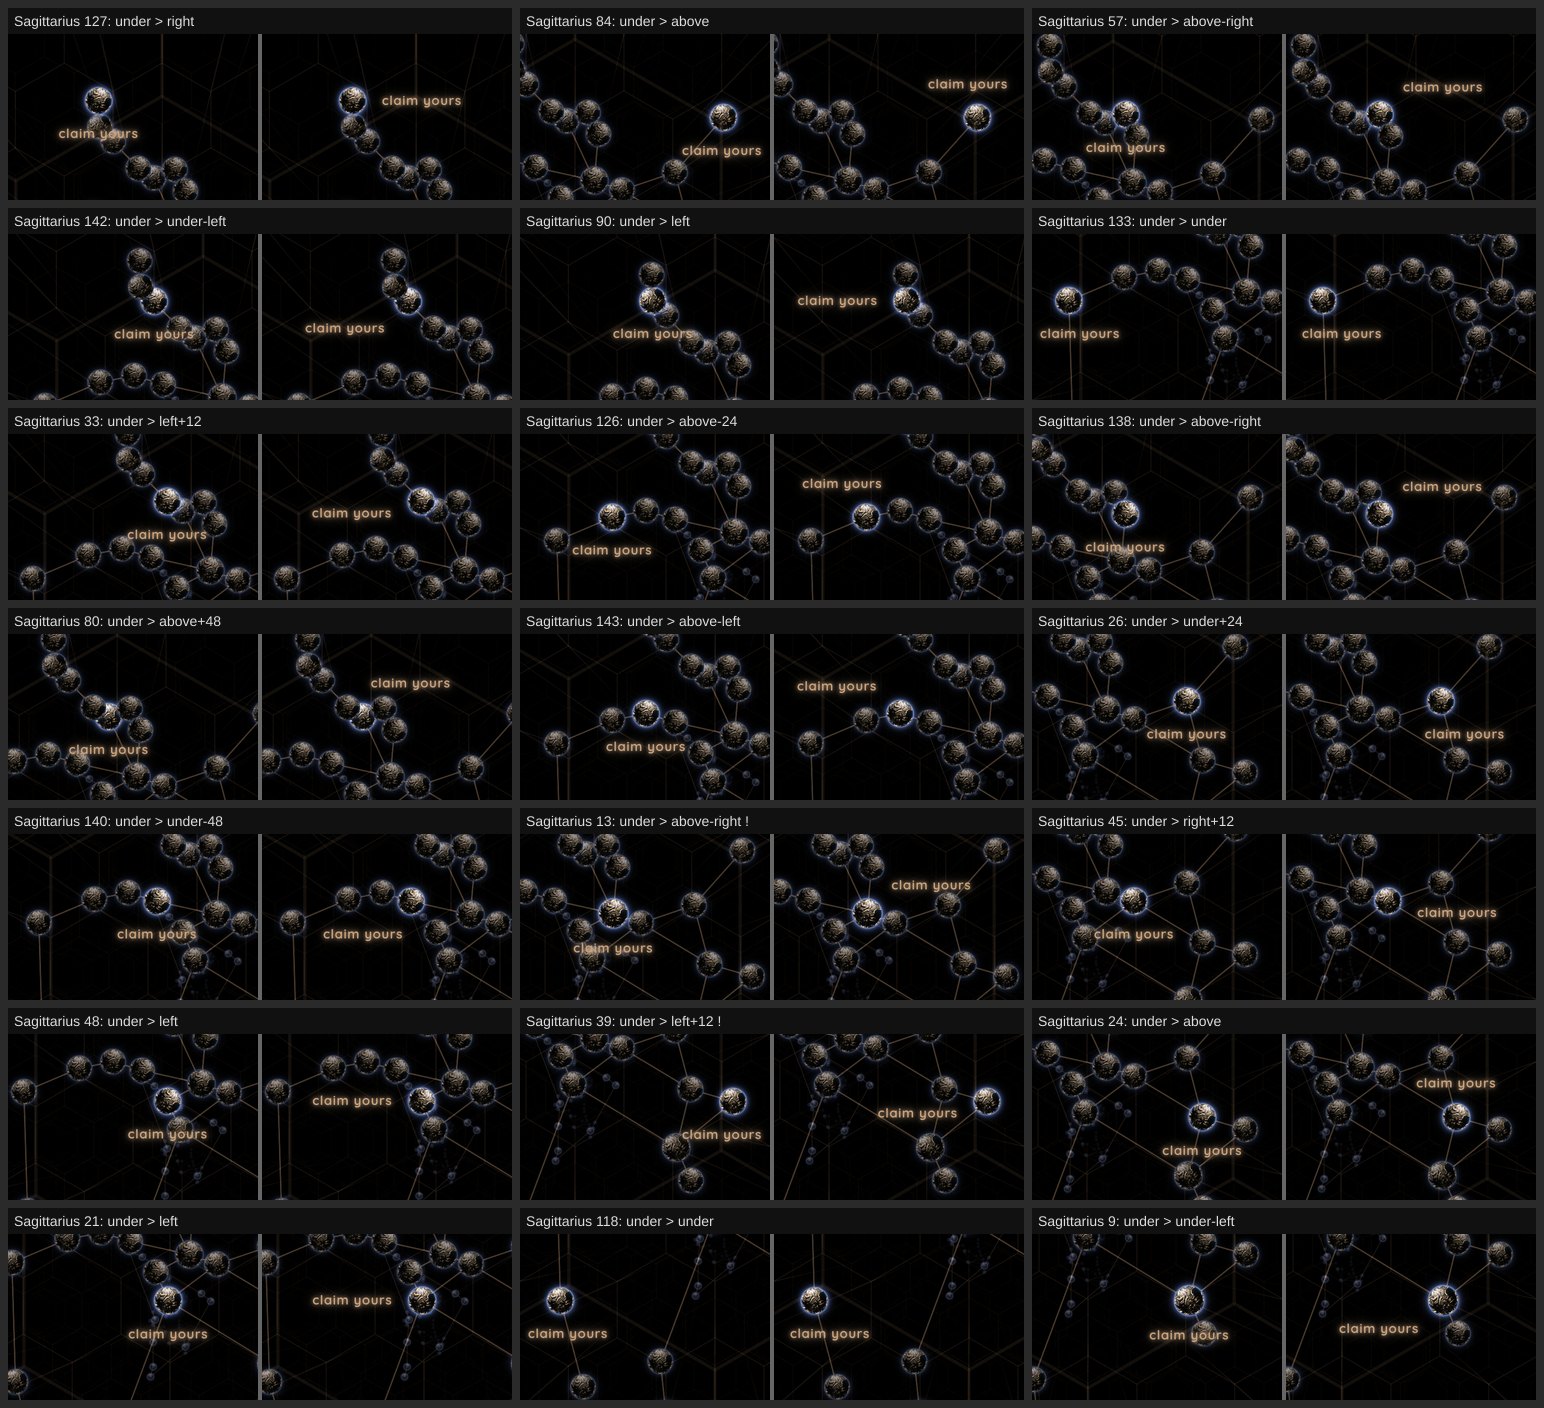 Sagittarius 127: under > right
claim yours
claim yours
Sagittarius 84: under > above
claim yours
claim yours
Sagittarius 57: under > above-right
claim yours
claim yours
Sagittarius 142: under > under-left
claim yours
claim yours
Sagittarius 90: under > left
claim yours
claim yours
Sagittarius 133: under > under
claim yours
claim yours
Sagittarius 33: under > left+12
claim yours
claim yours
Sagittarius 126: under > above-24
claim yours
claim yours
Sagittarius 138: under > above-right
claim yours
claim yours
Sagittarius 80: under > above+48
claim yours
claim yours
Sagittarius 143: under > above-left
claim yours
claim yours
Sagittarius 26: under > under+24
claim yours
claim yours
Sagittarius 140: under > under-48
claim yours
claim yours
Sagittarius 13: under > above-right !
claim yours
claim yours
Sagittarius 45: under > right+12
claim yours
claim yours
Sagittarius 48: under > left
claim yours
claim yours
Sagittarius 39: under > left+12 !
claim yours
claim yours
Sagittarius 24: under > above
claim yours
claim yours
Sagittarius 21: under > left
claim yours
claim yours
Sagittarius 118: under > under
claim yours
claim yours
Sagittarius 9: under > under-left
claim yours
claim yours